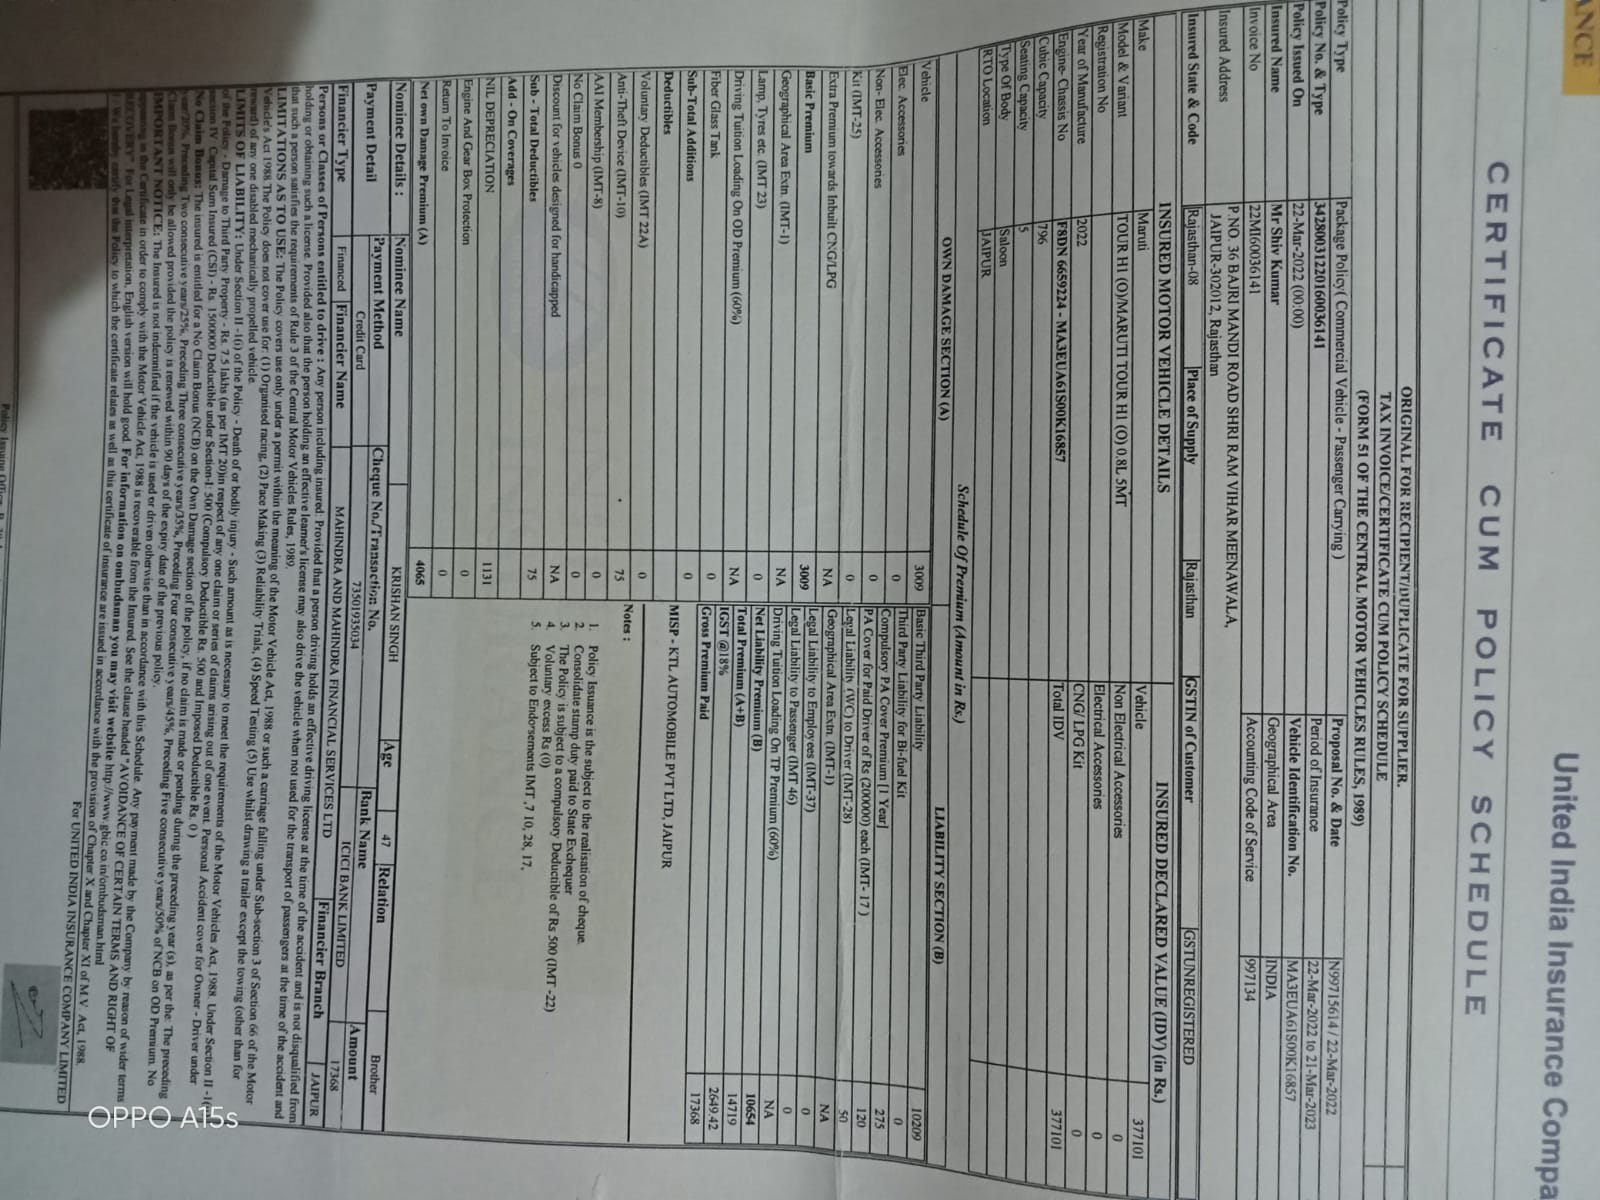 ANCE
United India Insurance Compa
CERTIFICATE CUM POLICY SCHEDULE
ORIGINAL FOR RECIPIENT/DUPLICATE FOR SUPPLIER.
TAX INVOICE/CERTIFICATE CUM POLICY SCHEDULE
(FORM 51 OF THE CENTRAL MOTOR VEHICLES RULES, 1989)
Policy Type Package Policy( Commercial Vehicle - Passenger Carrying ) Proposal No. & Date N99715614 / 22-Mar-2022
Policy No. & Type 34280031220160036141 Period of Insurance 22-Mar-2022 to 21-Mar-2023
Policy Issued On 22-Mar-2022 (00:00) Vehicle Identification No. MA3EUA61S00K16857
Insured Name Mr Shiv Kumar Geographical Area INDIA
Invoice No 22MI6036141 Accounting Code of Service 997134
Insured Address P.NO. 36 BAJRI MANDI ROAD SHRI RAM VIHAR MEENAWALA,
JAIPUR-302012, Rajasthan
Insured State & Code Rajasthan-08 Place of Supply Rajasthan GSTIN of Customer GSTUNREGISTERED
INSURED MOTOR VEHICLE DETAILS INSURED DECLARED VALUE (IDV) (in Rs.)
Make Maruti Vehicle 377101
Model & Variant TOUR H1 (O)/MARUTI TOUR H1 (O) 0.8L 5MT Non Electrical Accessories 0
Registration No Electrical Accessories 0
Year of Manufacture 2022 CNG/ LPG Kit 0
Engine- Chassis No F8DN 6659224 - MA3EUA61S00K16857 Total IDV 377101
Cubic Capacity 796
Seating Capacity 5
Type Of Body Saloon
RTO Location JAIPUR
Schedule Of Premium (Amount in Rs.)
OWN DAMAGE SECTION (A) LIABILITY SECTION (B)
Vehicle 3009 Basic Third Party Liability 10209
Elec. Accessories 0 Third Party Liability for Bi-fuel Kit 0
Non- Elec. Accessories 0 Compulsory PA Cover Premium [1 Year] 275
Kit (IMT-25) 0 PA Cover for Paid Driver of Rs (200000) each (IMT- 17 ) 120
Extra Premium towards Inbuilt CNG/LPG NA Legal Liability (WC) to Driver (IMT-28) 50
Basic Premium 3009 Geographical Area Extn. (IMT-1) NA
Geographical Area Extn. (IMT-1) NA Legal Liability to Employees (IMT-37) 0
Lamp, Tyres etc. (IMT 23) 0 Legal Liability to Passenger (IMT 46) 0
Driving Tuition Loading On OD Premium (60%) NA Driving Tuition Loading On TP Premium (60%) NA
Fiber Glass Tank 0 Net Liability Premium (B) 10654
Sub-Total Additions 0 Total Premium (A+B) 14719
Deductibles IGST @18% 2649.42
Voluntary Deductibles (IMT 22A) 0 Gross Premium Paid 17368
Anti-Theft Device (IMT-10) 75 MISP - KTL AUTOMOBILE PVT LTD, JAIPUR
AAI Membership (IMT-8) 0 Notes :
No Claim Bonus 0 0 1. Policy Issuance is the subject to the realisation of cheque.
Discount for vehicles designed for handicapped NA 2. Consolidate stamp duty paid to State Exchequer
Sub - Total Deductibles 75 3. The Policy is subject to a compulsory Deductible of Rs 500 (IMT -22)
Add - On Coverages 4. Voluntary excess Rs (0)
NIL DEPRECIATION 1131 5. Subject to Endorsements IMT ,7 10, 28, 17,
Engine And Gear Box Protection 0
Return To Invoice 0
Net own Damage Premium (A) 4065
Nominee Details : Nominee Name KRISHAN SINGH Age 47 Relation Brother
Payment Detail Payment Method Cheque No./Transaction No. Bank Name Amount
Credit Card 73501935034 ICICI BANK LIMITED 17368
Financier Type Financed Financier Name MAHINDRA AND MAHINDRA FINANCIAL SERVICES LTD Financier Branch JAIPUR
Persons or Classes of Persons entitled to drive : Any person including insured: Provided that a person driving holds an effective driving license at the time of the accident and is not disqualified from
holding or obtaining such a license. Provided also that the person holding an effective learner's license may also drive the vehicle when not used for the transport of passengers at the time of the accident and
that such a person satisfies the requirements of Rule 3 of the Central Motor Vehicles Rules, 1989.
LIMITATIONS AS TO USE: The Policy covers use only under a permit within the meaning of the Motor Vehicle Act, 1988 or such a carriage falling under Sub-section 3 of Section 66 of the Motor
Vehicle's Act 1988. The Policy does not cover use for: (1) Organised racing, (2) Pace Making (3) Reliability Trials, (4) Speed Testing (5) Use whilst drawing a trailer except the towing (other than for
reward) of any one disabled mechanically propelled vehicle.
LIMITS OF LIABILITY: Under Section II -1(i) of the Policy - Death of or bodily injury - Such amount as is necessary to meet the requirements of the Motor Vehicles Act, 1988. Under Section II -1(
of the Policy - Damage to Third Party Property - Rs. 7.5 lakhs (as per IMT 20)in respect of any one claim or series of claims arising out of one event. Personal Accident cover for Owner - Driver under
section IV Capital Sum Insured (CSI) - Rs 1500000 Deductible under Section-I: 500 (Compulsory Deductible Rs. 500 and Imposed Deductible Rs. 0 )
No Claim Bonus: The insured is entitled for a No Claim Bonus (NCB) on the Own Damage section of the policy, if no claim is made or pending during the preceding year (s), as per the: The preceding
year/20%, Preceding Two consecutive years/25%, Preceding Three consecutive years/35%, Preceding Four consecutive years/45%, Preceding Five consecutive years/50% of NCB on OD Premium. No
Claim Bonus will only be allowed provided the policy is renewed within 90 days of the expiry date of the previous policy.
IMPORTANT NOTICE: The Insured is not indemnified if the vehicle is used or driven otherwise than in accordance with this Schedule. Any payment made by the Company by reason of wider terms
appearing in the Certificate in order to comply with the Motor Vehicle Act, 1988 is recoverable from the Insured. See the clause headed "AVOIDANCE OF CERTAIN TERMS AND RIGHT OF
RECOVERY". For Legal interpretation, English version will hold good. For information on ombudsman you may visit website http://www.gbic.co.in/ombudsman.html
I / We hereby certify that the Policy to which the certificate relates as well as this certificate of insurance are issued in accordance with the provision of Chapter X and Chapter XI of M.V. Act, 1988.
For UNITED INDIA INSURANCE COMPANY LIMITED
OPPO A15s